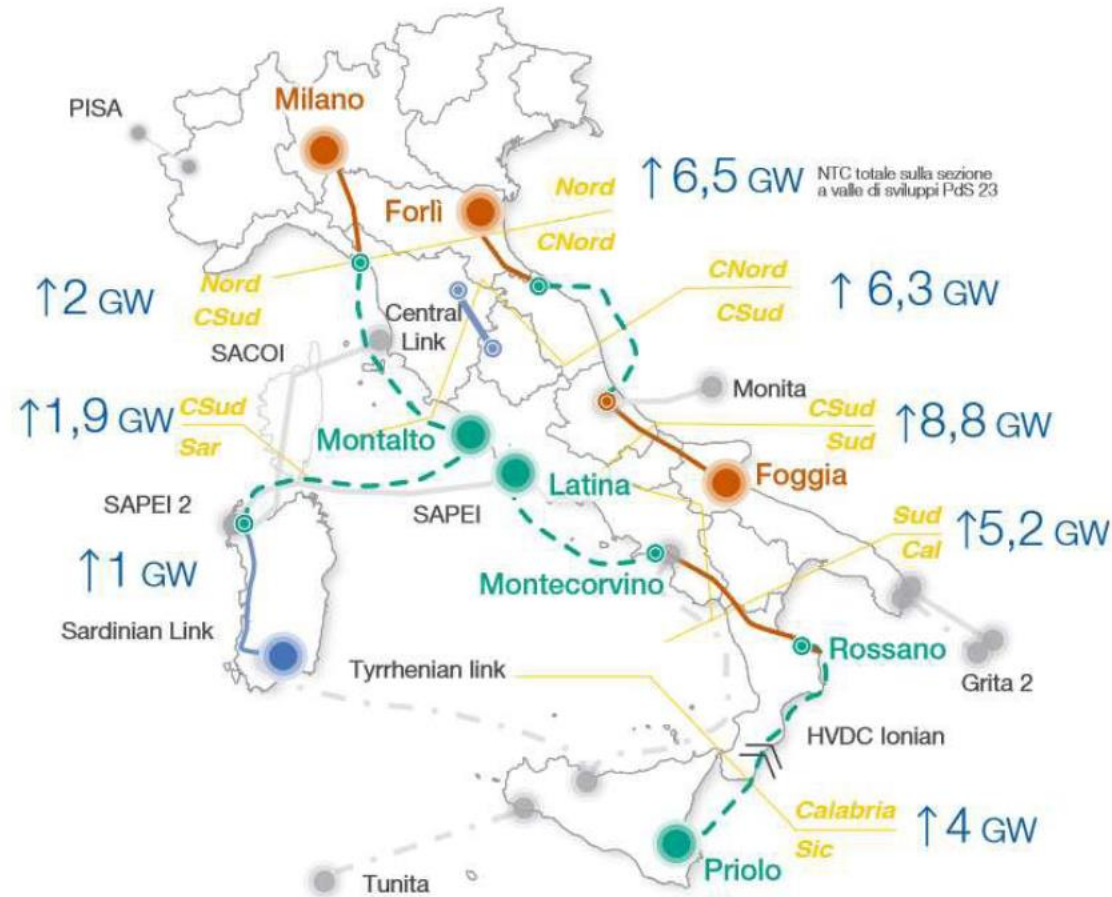 PISA
Milano
Forlì
Nord
CNord
↑6,5 GW
NTC totale sulla sezione
a valle di sviluppi PdS 23
↑2 GW
Nord
CSud
SACOI
Central
Link
CNord
CSud
↑6,3 GW
↑1,9 GW
CSud
Sar
Montalto
Monita
CSud
Sud
↑8,8 GW
Latina
Foggia
SAPEI 2
SAPEI
Sud
Cal
↑5,2 GW
↑1 GW
Montecorvino
Sardinian Link
Rossano
Tyrrhenian link
Grita 2
HVDC Ionian
Calabria
Sic
↑4 GW
Priolo
Tunita